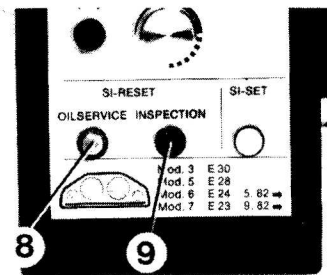 SI-RESET SI-SET
OILSERVICE INSPECTION
Mod. 3 E 30
Mod. 5 E 28
Mod. 6 E 24 5. 82 ➡
Mod. 7 E 23 9. 82 ➡
8 9